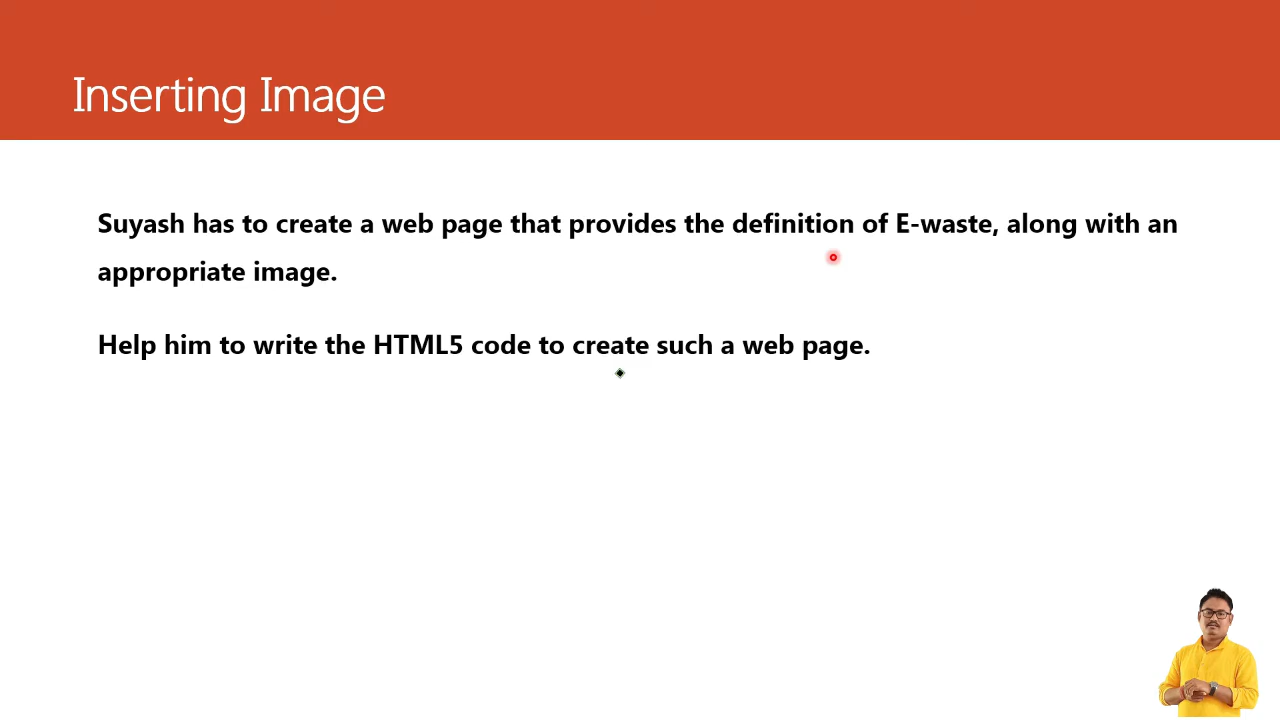 Inserting Image
Suyash has to create a web page that provides the definition of E-waste, along with an
appropriate image.
Help him to write the HTML5 code to create such a web page.